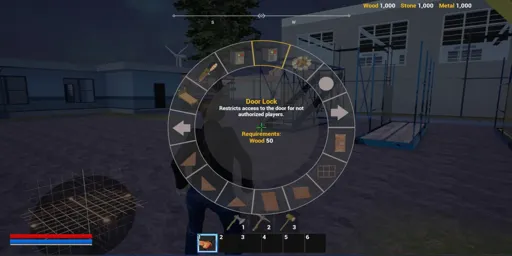 Wood 1,000 Stone 1,000 Metal 1,000
S W
Door Lock
Restricts access to the door for not
authorized players.
Requirements:
Wood 50
1 2 3
2 3 4 5 6